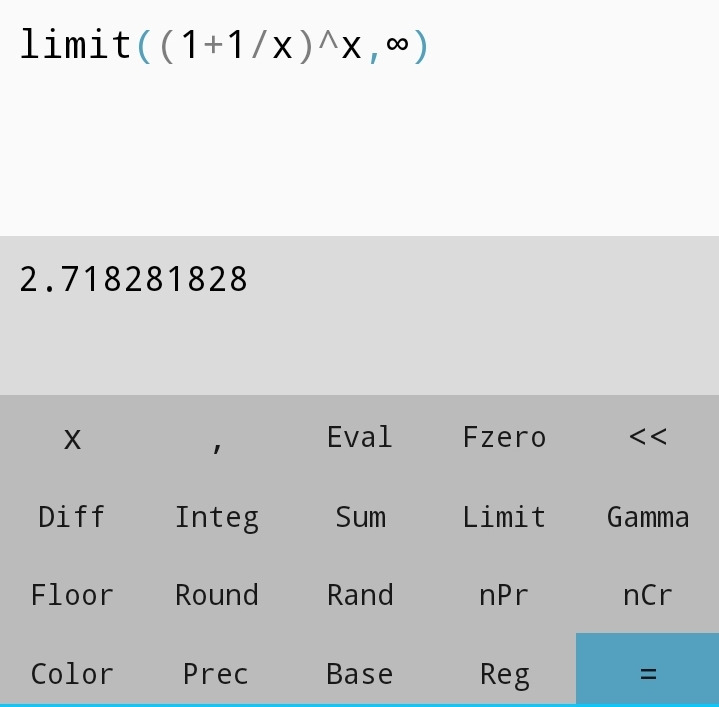 limit((1+1/x)^x,∞)
2.718281828
x , Eval Fzero <<
Diff Integ Sum Limit Gamma
Floor Round Rand nPr nCr
Color Prec Base Reg =